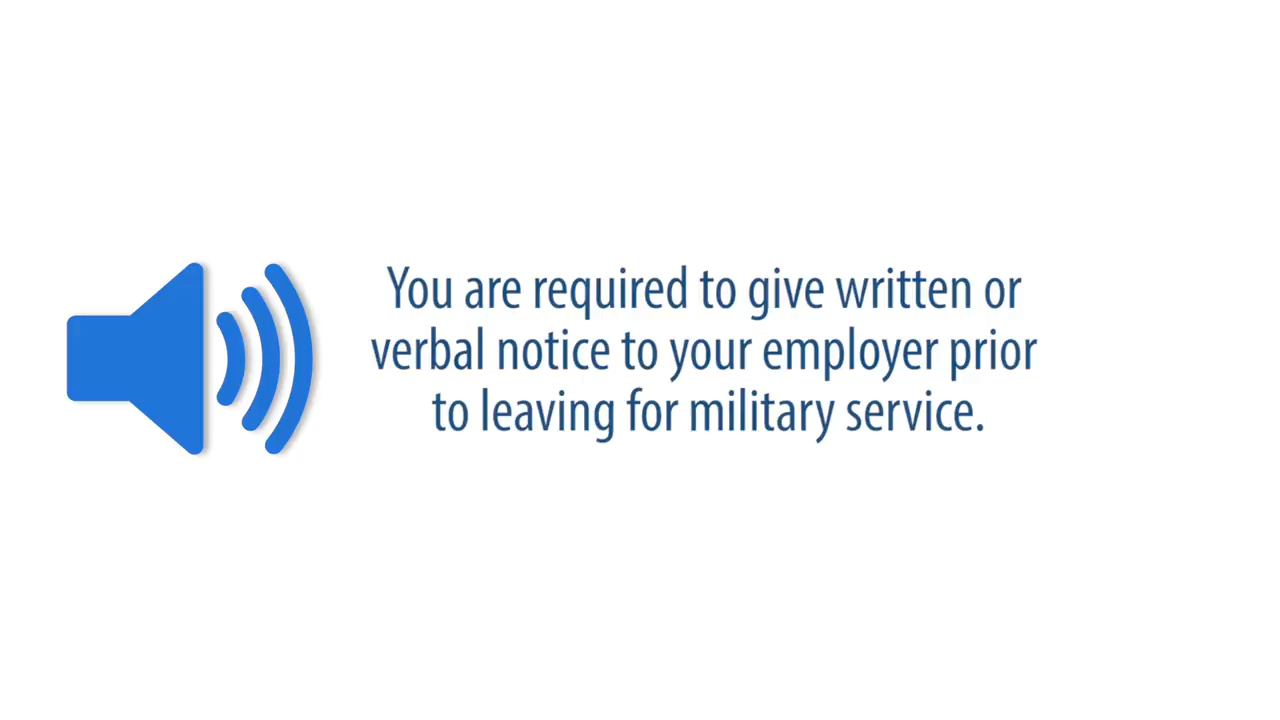 You are required to give written or
verbal notice to your employer prior
to leaving for military service.